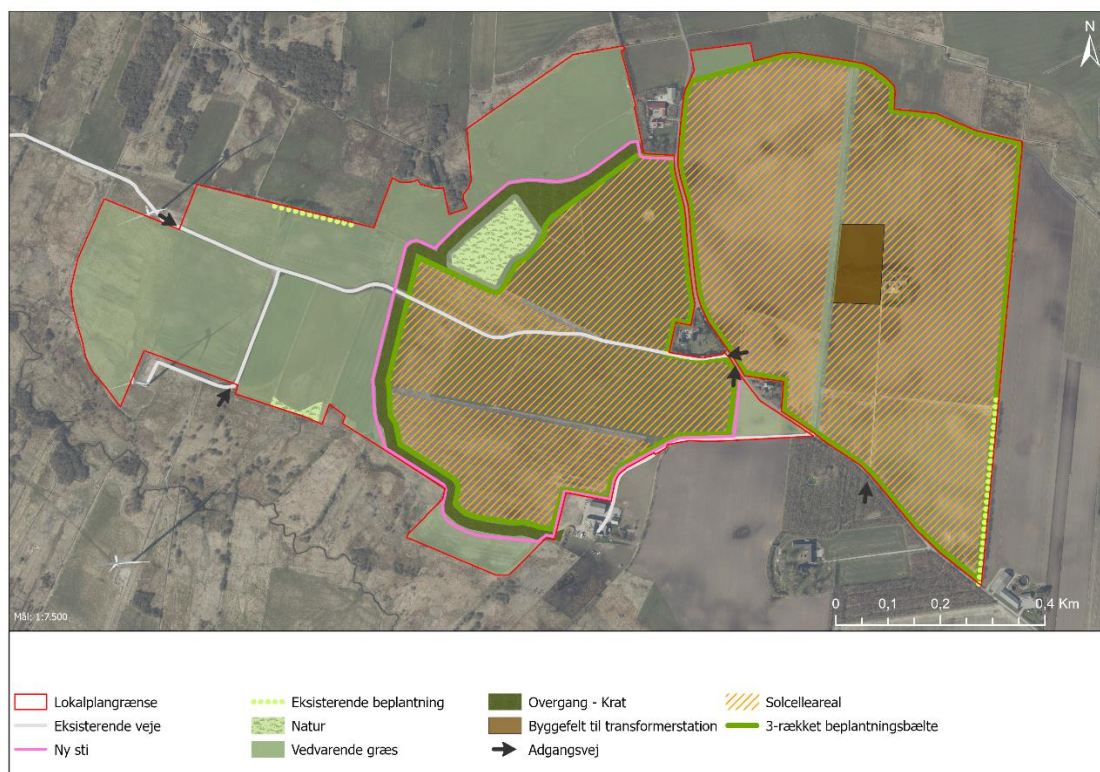 N
Mål: 1:7.500
0 0,1 0,2 0,4 Km
Lokalplangrænse
Eksisterende veje
Ny sti
Eksisterende beplantning
Natur
Vedvarende græs
Overgang - Krat
Byggefelt til transformerstation
Adgangsvej
Solcelleareal
3-rækket beplantningsbælte